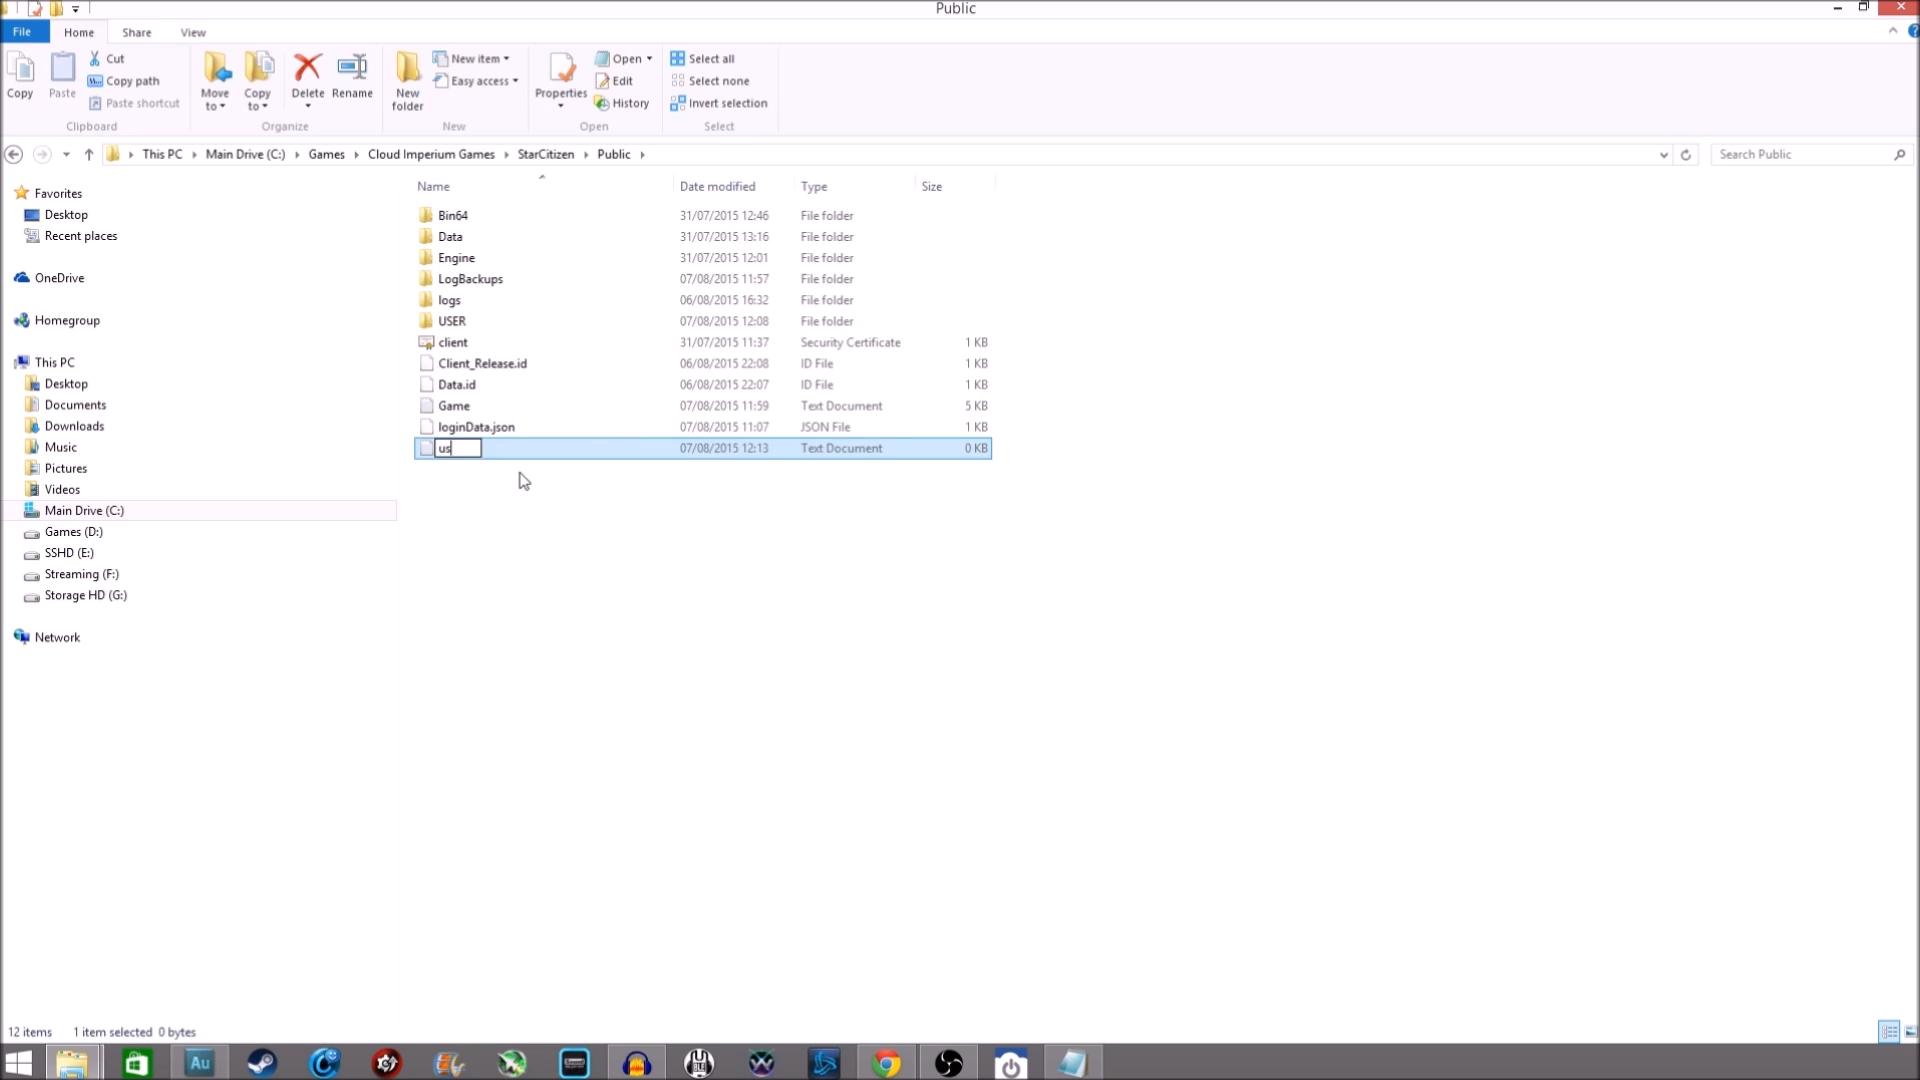 Public
File Home Share View
Copy
Paste
Cut
Copy path
Paste shortcut
Clipboard
Move to
Copy to
Delete
Rename
Organize
New folder
New item
Easy access
New
Properties
Open
Edit
History
Open
Select all
Select none
Invert selection
Select
This PC Main Drive (C:) Games Cloud Imperium Games StarCitizen Public
Search Public
Favorites
Desktop
Recent places
OneDrive
Homegroup
This PC
Desktop
Documents
Downloads
Music
Pictures
Videos
Main Drive (C:)
Games (D:)
SSHD (E:)
Streaming (F:)
Storage HD (G:)
Network
Name Date modified Type Size
Bin64 31/07/2015 12:46 File folder
Data 31/07/2015 13:16 File folder
Engine 31/07/2015 12:01 File folder
LogBackups 07/08/2015 11:57 File folder
logs 06/08/2015 16:32 File folder
USER 07/08/2015 12:08 File folder
client 31/07/2015 11:37 Security Certificate 1 KB
Client_Release.id 06/08/2015 22:08 ID File 1 KB
Data.id 06/08/2015 22:07 ID File 1 KB
Game 07/08/2015 11:59 Text Document 5 KB
loginData.json 07/08/2015 11:07 JSON File 1 KB
us 07/08/2015 12:13 Text Document 0 KB
12 items 1 item selected 0 bytes
Au